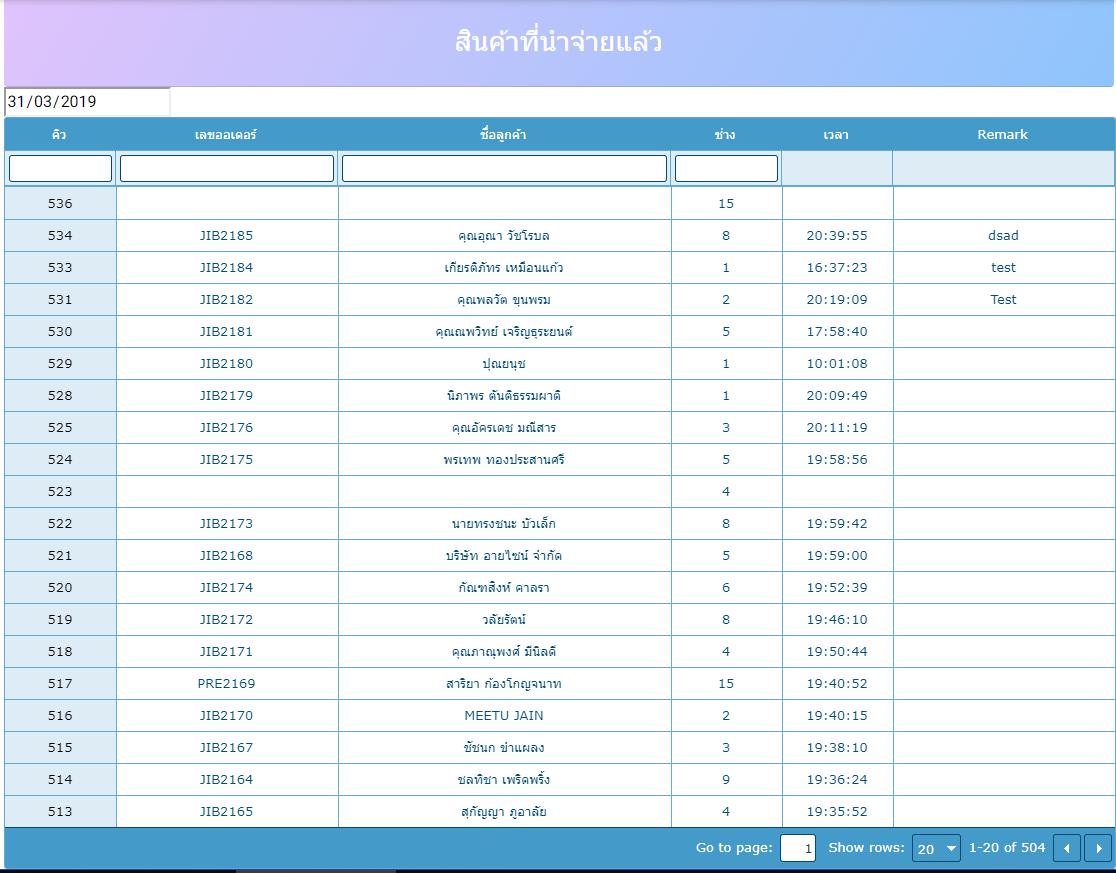 สินค้าที่นำจ่ายแล้ว
31/03/2019
คิว เลขออเดอร์ ชื่อลูกค้า ช่าง เวลา Remark
536 15
534 JIB2185 คุณอุณา วัชโรบล 8 20:39:55 dsad
533 JIB2184 เกียรติภัทร เหมือนแก้ว 1 16:37:23 test
531 JIB2182 คุณพลวัต ขุนพรม 2 20:19:09 Test
530 JIB2181 คุณณพวิทย์ เจริญธุระยนต์ 5 17:58:40
529 JIB2180 ปุณยนุช 1 10:01:08
528 JIB2179 นิภาพร ตันติธรรมผาติ 1 20:09:49
525 JIB2176 คุณอัครเดช มณีสาร 3 20:11:19
524 JIB2175 พรเทพ ทองประสานศรี 5 19:58:56
523 4
522 JIB2173 นายทรงชนะ บัวเล็ก 8 19:59:42
521 JIB2168 บริษัท อายไซน์ จำกัด 5 19:59:00
520 JIB2174 กัณฑสิงห์ คาลรา 6 19:52:39
519 JIB2172 วลัยรัตน์ 8 19:46:10
518 JIB2171 คุณภาณุพงศ์ มีนิลดี 4 19:50:44
517 PRE2169 สาริยา ก้องโกญจนาท 15 19:40:52
516 JIB2170 MEETU JAIN 2 19:40:15
515 JIB2167 ชัชนก ขำแผลง 3 19:38:10
514 JIB2164 ชลทิชา เพริดพริ้ง 9 19:36:24
513 JIB2165 สุกัญญา ภูอาลัย 4 19:35:52
Go to page: 1 Show rows: 20 1-20 of 504